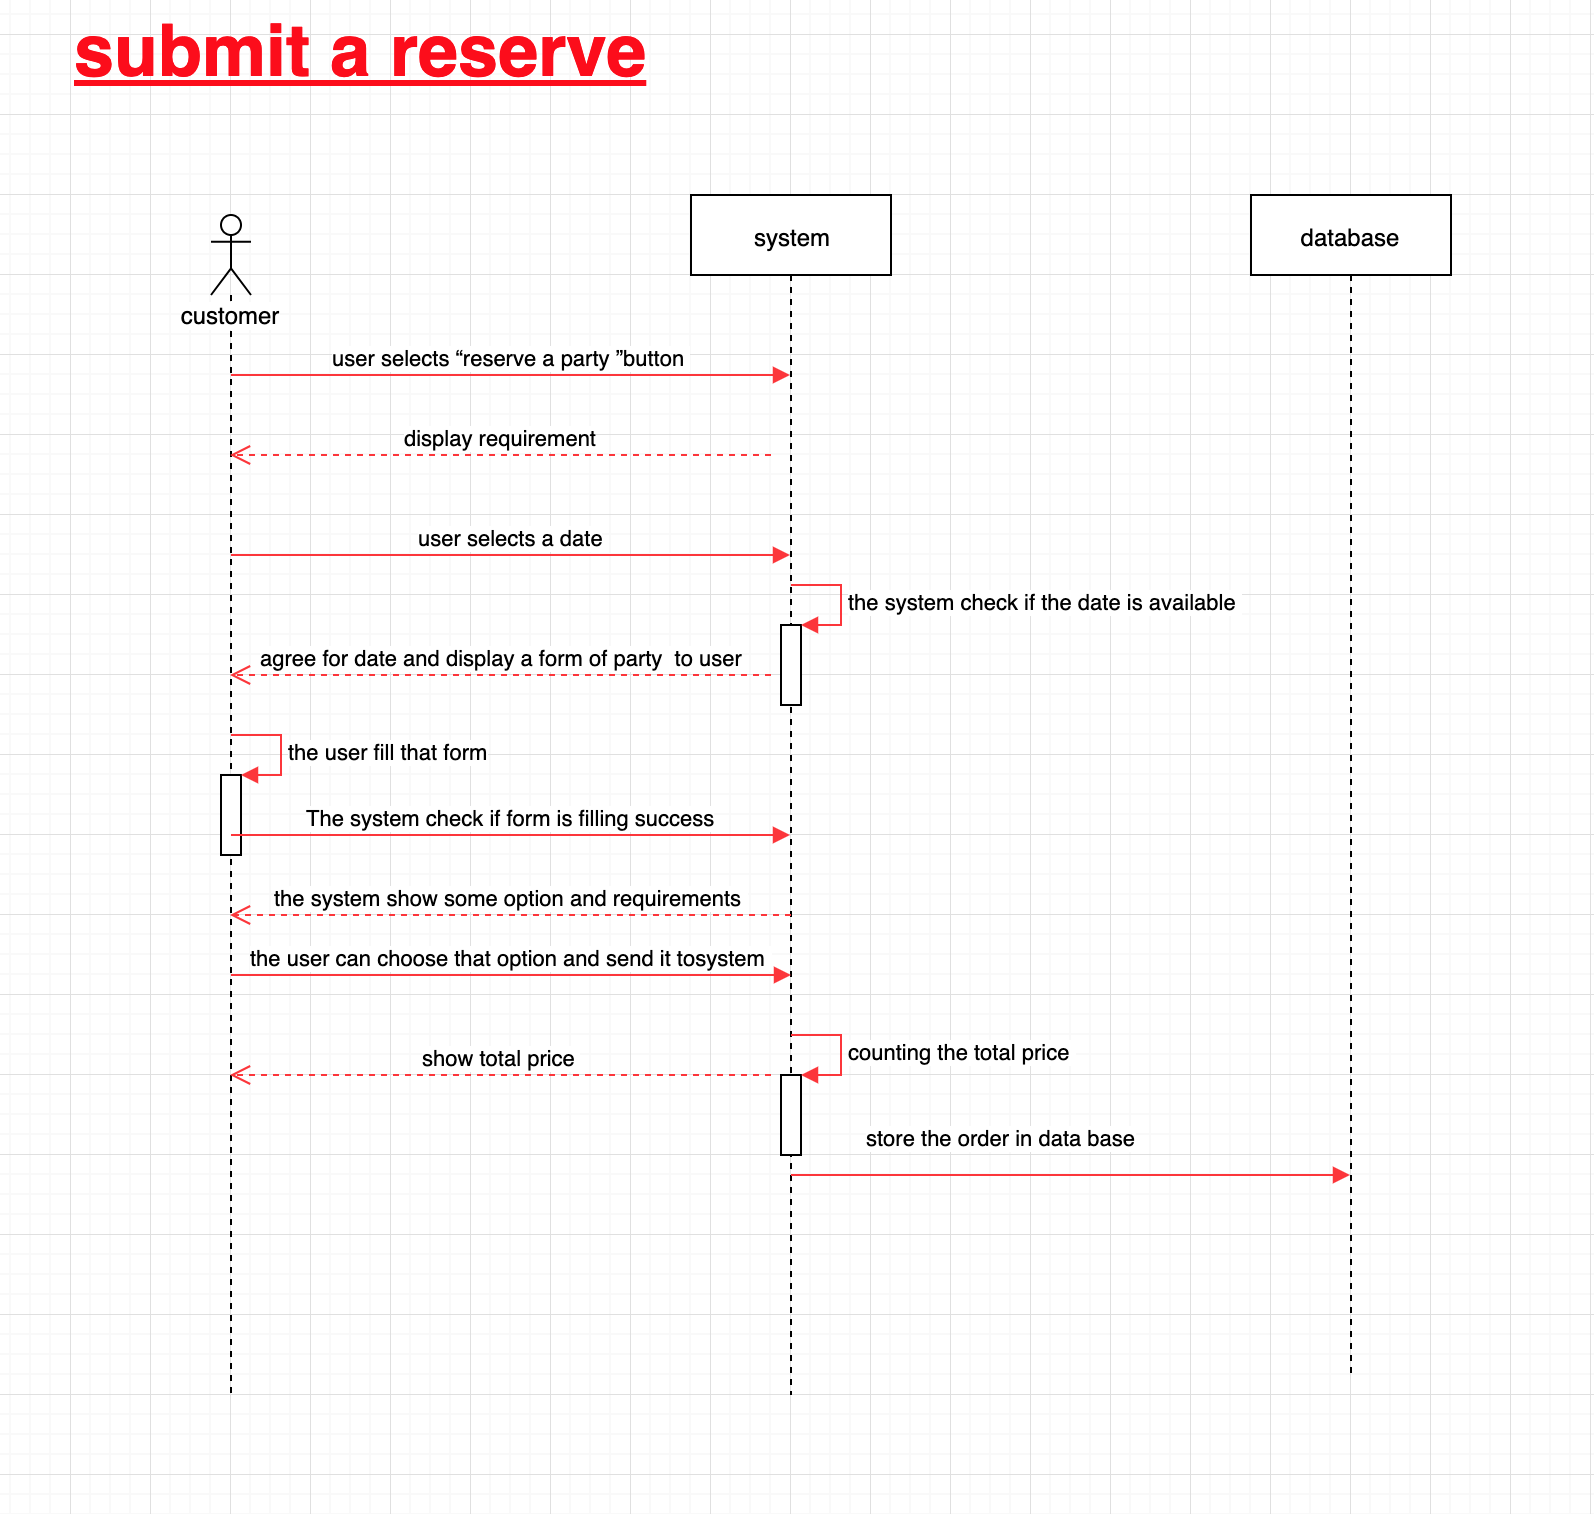 submit a reserve
system
database
customer
user selects “reserve a party ”button
display requirement
user selects a date
the system check if the date is available
agree for date and display a form of party  to user
the user fill that form
The system check if form is filling success
the system show some option and requirements
the user can choose that option and send it tosystem
counting the total price
show total price
store the order in data base